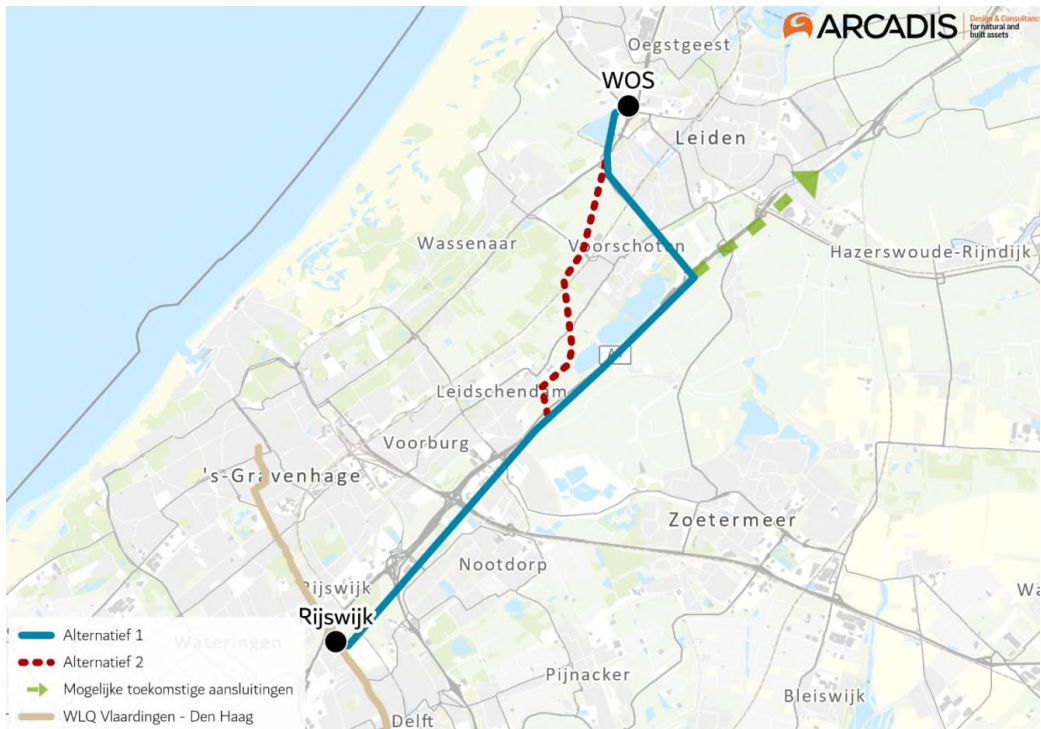 ARCADIS
Design & Consultancy
for natural and
built assets
Oegstgeest
WOS
Leiden
Wassenaar
Voorschoten
Hazerswoude-Rijndijk
Leidschendam
Voorburg
's-Gravenhage
Zoetermeer
Nootdorp
Rijswijk
Rijswijk
Wateringen
Pijnacker
Bleiswijk
Delft
Alternatief 1
Alternatief 2
Mogelijke toekomstige aansluitingen
WLQ Vlaardingen - Den Haag